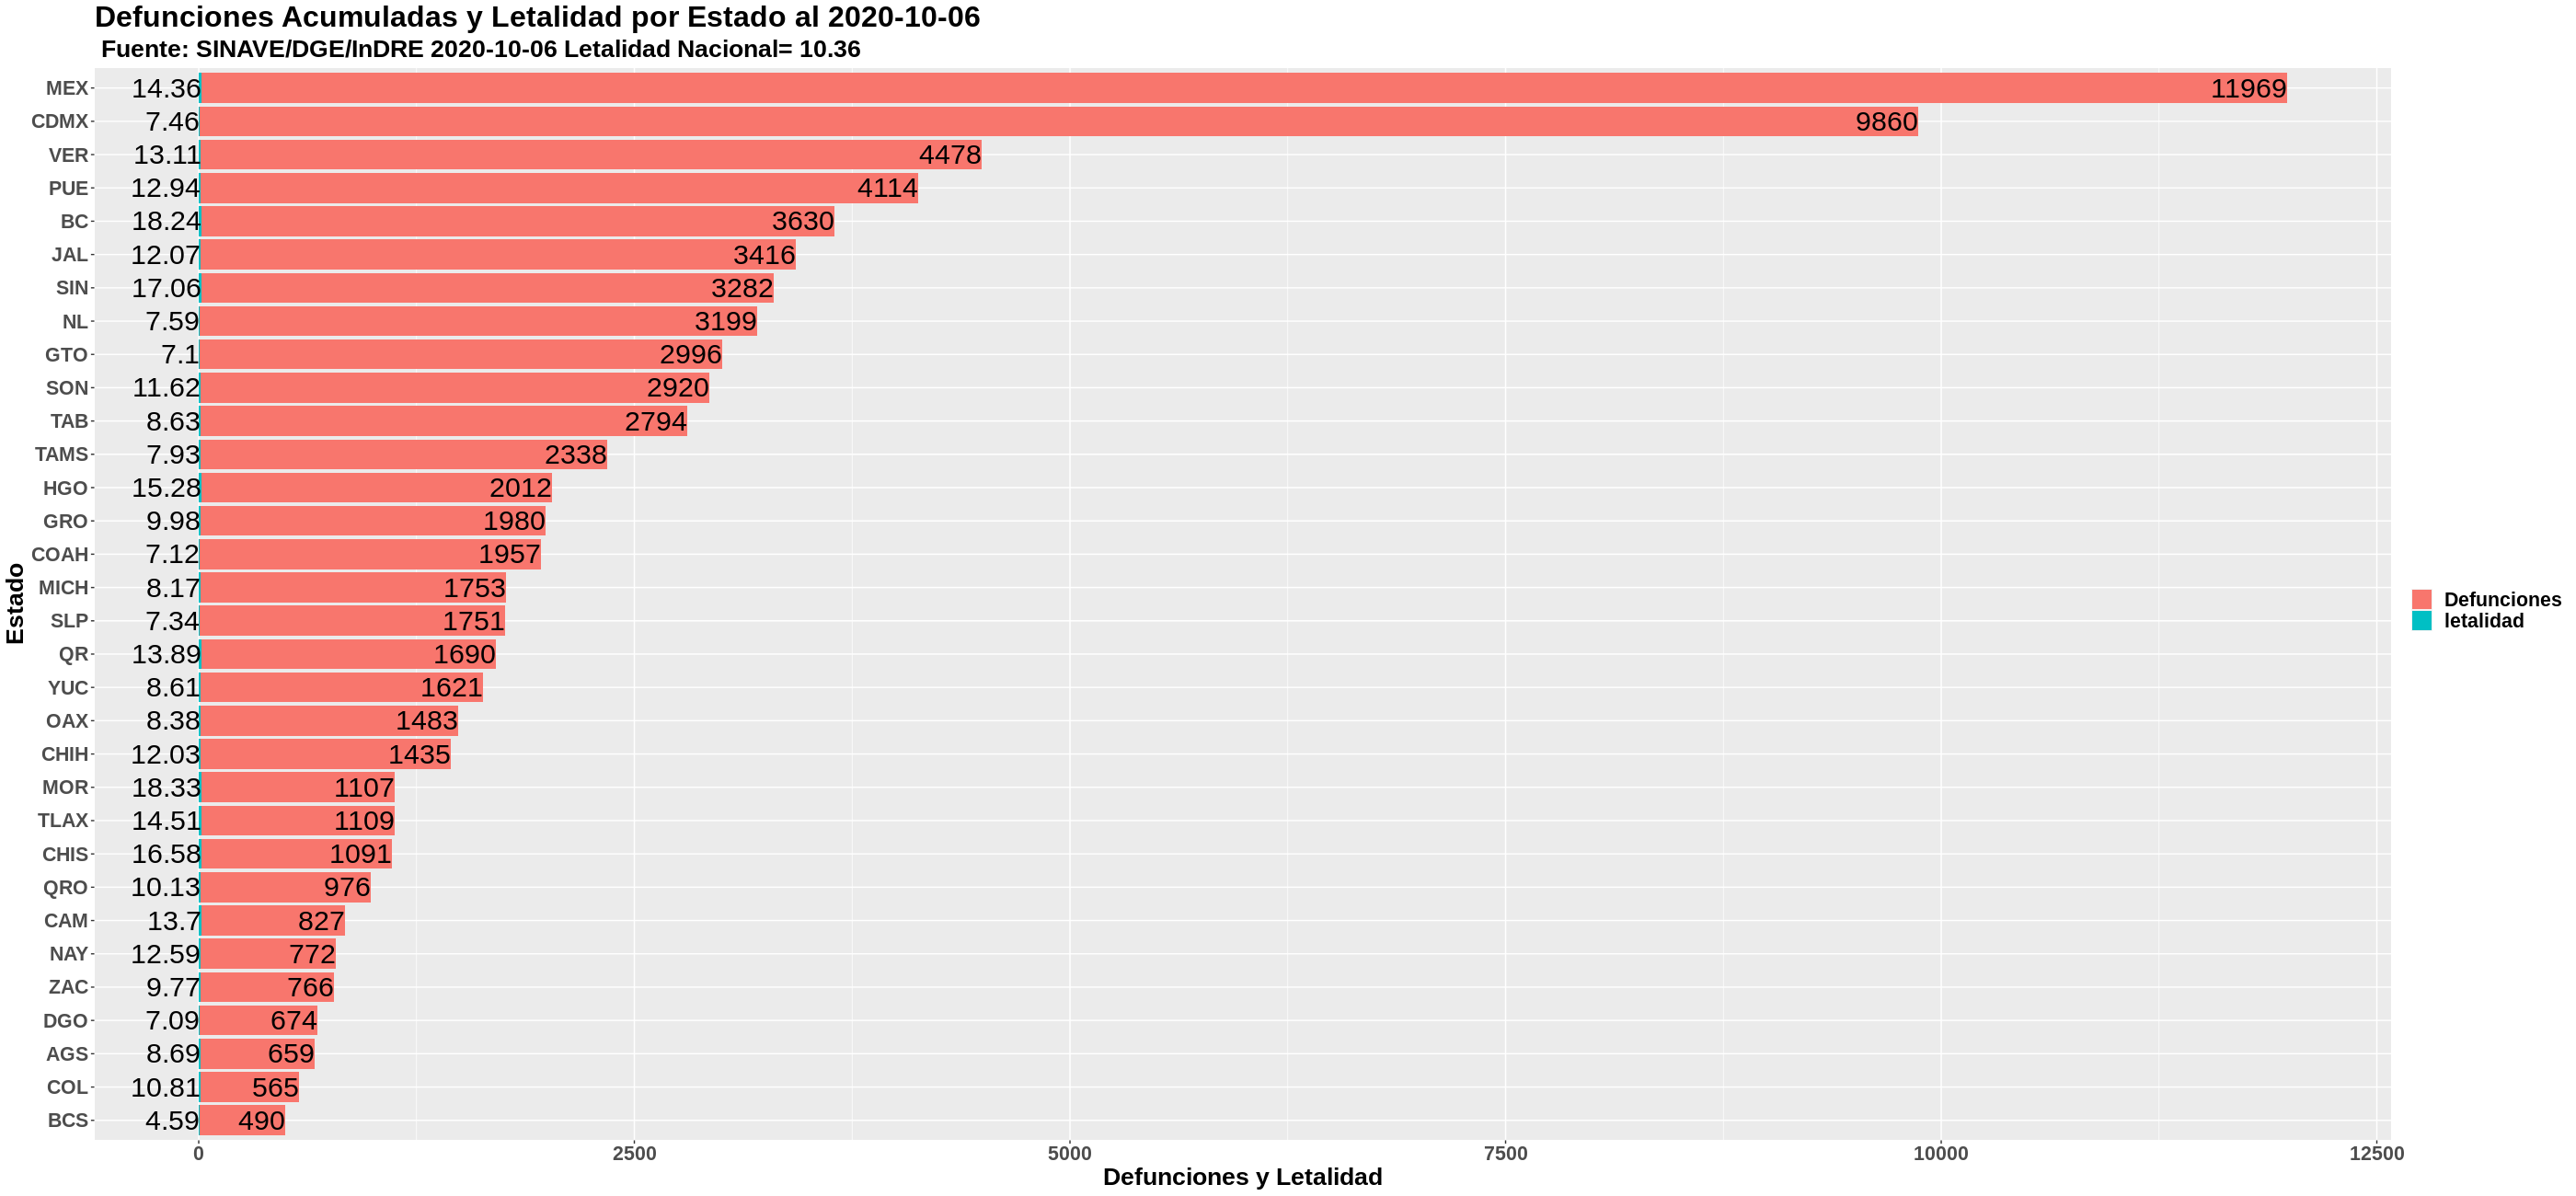 Defunciones Acumuladas y Letalidad por Estado al 2020-10-06
Fuente: SINAVE/DGE/InDRE 2020-10-06 Letalidad Nacional= 10.36
MEX 14.36 11969
CDMX 7.46 9860
VER 13.11 4478
PUE 12.94 4114
BC 18.24 3630
JAL 12.07 3416
SIN 17.06 3282
NL 7.59 3199
GTO 7.1 2996
SON 11.62 2920
TAB 8.63 2794
TAMS 7.93 2338
HGO 15.28 2012
GRO 9.98 1980
COAH 7.12 1957
MICH 8.17 1753
SLP 7.34 1751
QR 13.89 1690
YUC 8.61 1621
OAX 8.38 1483
CHIH 12.03 1435
MOR 18.33 1107
TLAX 14.51 1109
CHIS 16.58 1091
QRO 10.13 976
CAM 13.7 827
NAY 12.59 772
ZAC 9.77 766
DGO 7.09 674
AGS 8.69 659
COL 10.81 565
BCS 4.59 490
0 2500 5000 7500 10000 12500
Defunciones y Letalidad
Estado
Defunciones
letalidad